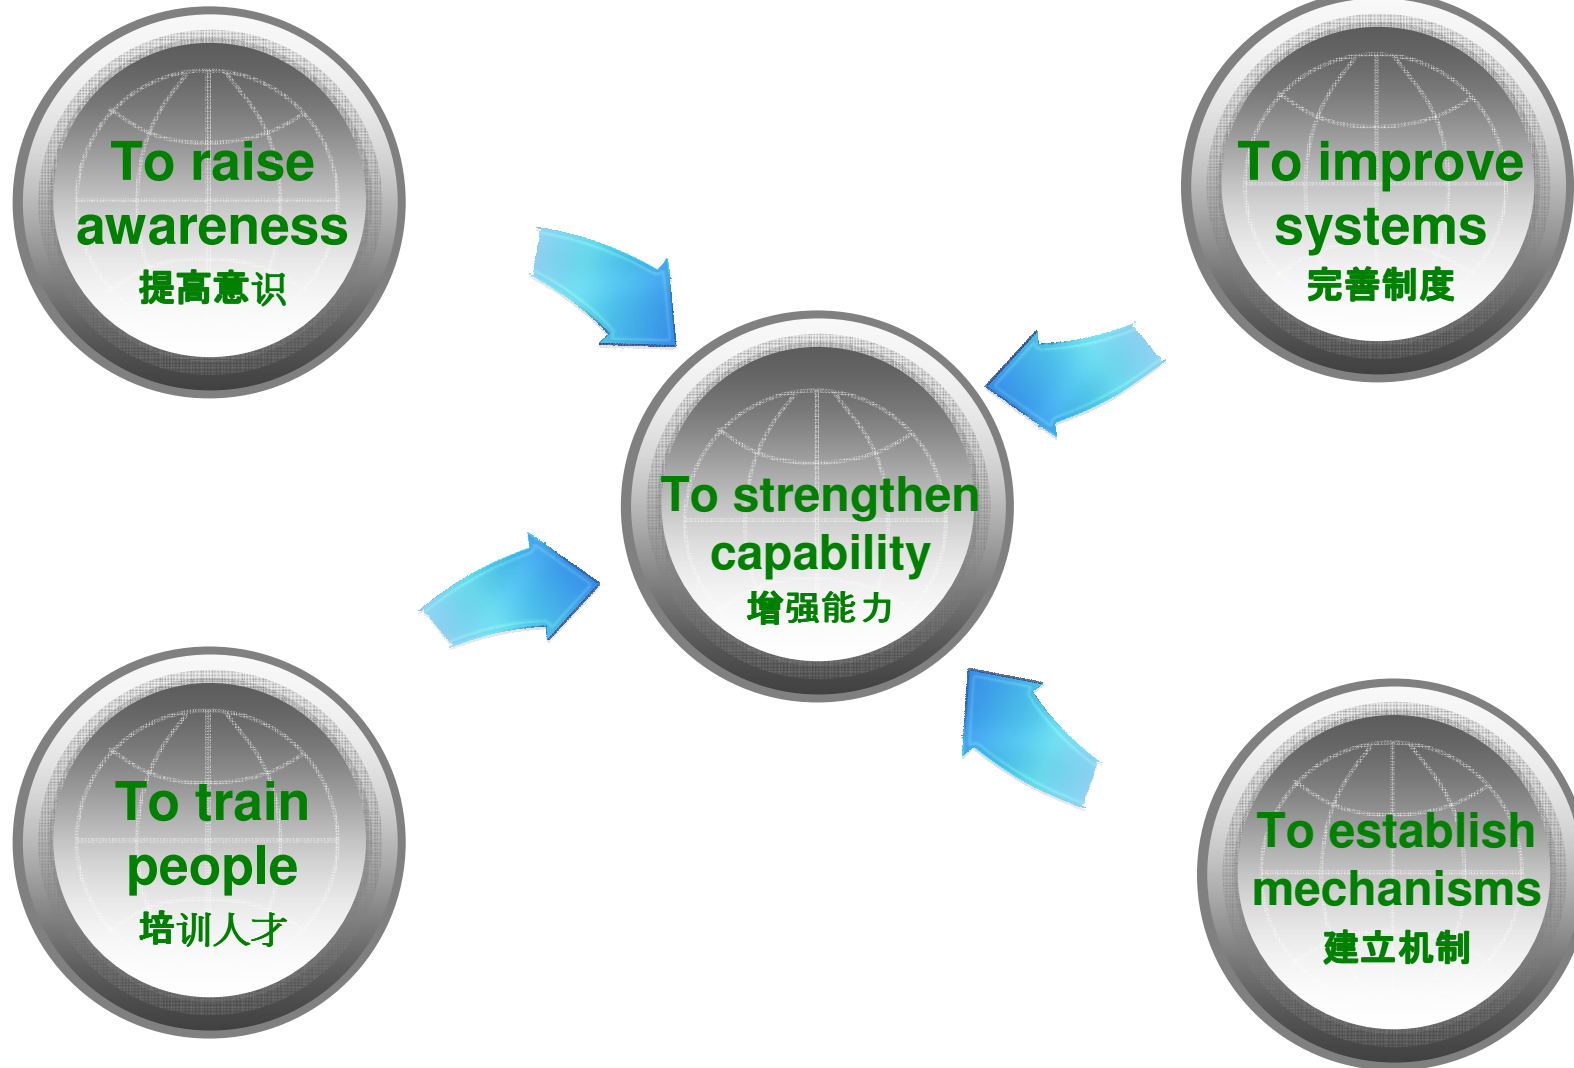 To raise
awareness
提高意识
To improve
systems
完善制度
To strengthen
capability
增强能力
To train
people
培训人才
To establish
mechanisms
建立机制